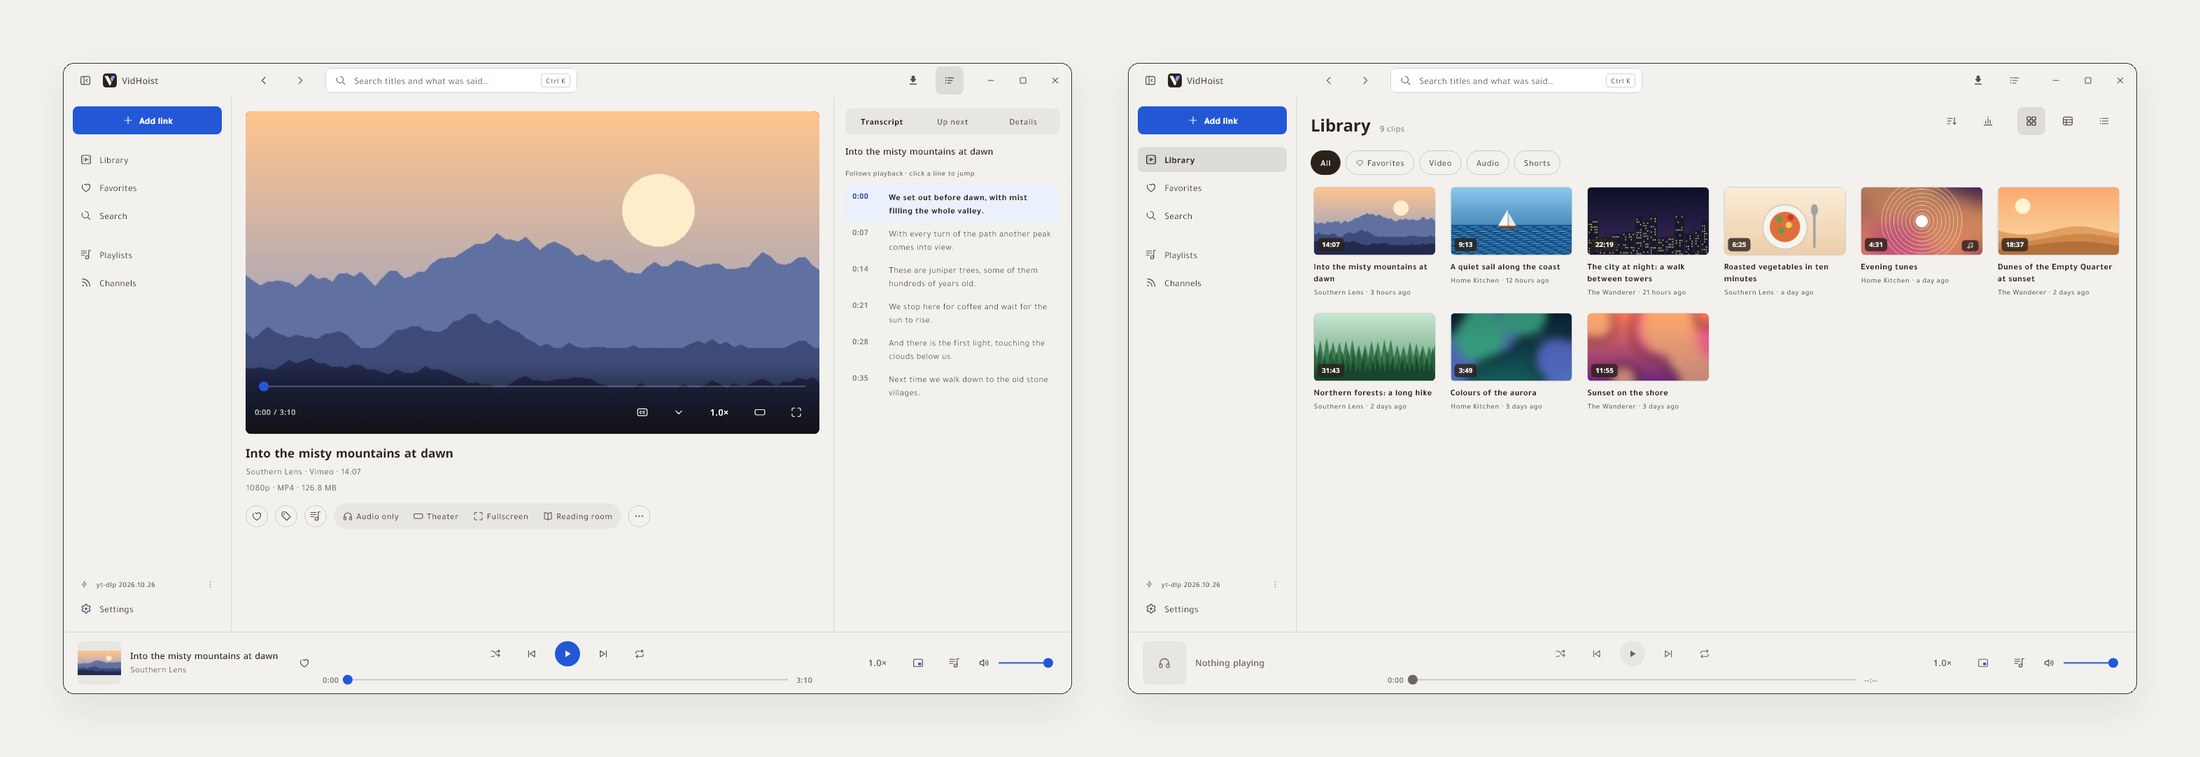 VidHoist
Search titles and what was said...
Ctrl K
Add link
Library
Favorites
Search
Playlists
Channels
yt-dlp 2026.10.26
Settings
0:00 / 3:10
1.0×
Into the misty mountains at dawn
Southern Lens · Vimeo · 14:07
1080p · MP4 · 126.8 MB
Audio only
Theater
Fullscreen
Reading room
Transcript
Up next
Details
Into the misty mountains at dawn
Follows playback · click a line to jump
0:00
We set out before dawn, with mist
filling the whole valley.
0:07
With every turn of the path another peak
comes into view.
0:14
These are juniper trees, some of them
hundreds of years old.
0:21
We stop here for coffee and wait for the
sun to rise.
0:28
And there is the first light, touching the
clouds below us.
0:35
Next time we walk down to the old stone
villages.
Into the misty mountains at dawn
Southern Lens
0:00
3:10
1.0×
VidHoist
Search titles and what was said...
Ctrl K
Add link
Library
Favorites
Search
Playlists
Channels
yt-dlp 2026.10.26
Settings
Library
9 clips
All
Favorites
Video
Audio
Shorts
14:07
Into the misty mountains at
dawn
Southern Lens · 3 hours ago
9:13
A quiet sail along the coast
Home Kitchen · 12 hours ago
22:19
The city at night: a walk
between towers
The Wanderer · 21 hours ago
6:25
Roasted vegetables in ten
minutes
Southern Lens · a day ago
4:31
Evening tunes
Home Kitchen · a day ago
18:37
Dunes of the Empty Quarter
at sunset
The Wanderer · 2 days ago
31:43
Northern forests: a long hike
Southern Lens · 2 days ago
3:49
Colours of the aurora
Home Kitchen · 3 days ago
11:55
Sunset on the shore
The Wanderer · 3 days ago
Nothing playing
0:00
--:--
1.0×